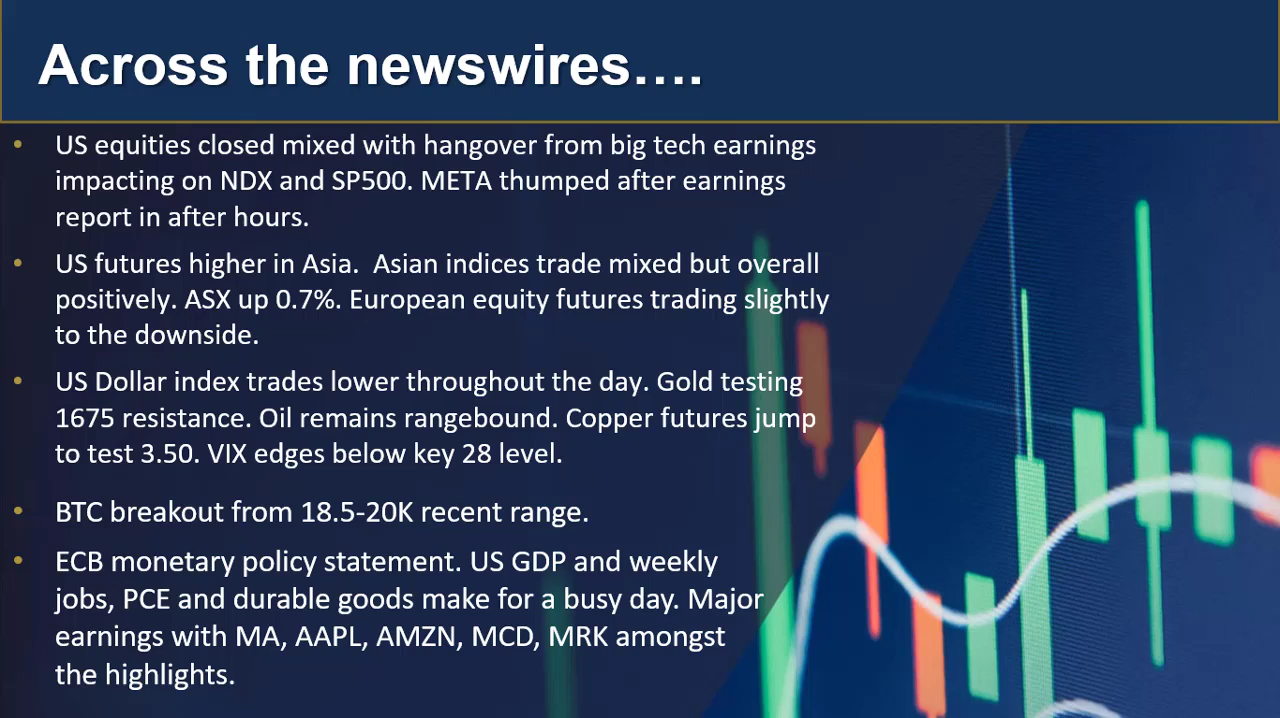 Across the newswires....
• US equities closed mixed with hangover from big tech earnings
impacting on NDX and SP500. META thumped after earnings
report in after hours.
• US futures higher in Asia.  Asian indices trade mixed but overall
positively. ASX up 0.7%. European equity futures trading slightly
to the downside.
• US Dollar index trades lower throughout the day. Gold testing
1675 resistance. Oil remains rangebound. Copper futures jump
to test 3.50. VIX edges below key 28 level.
• BTC breakout from 18.5-20K recent range.
• ECB monetary policy statement. US GDP and weekly
jobs, PCE and durable goods make for a busy day. Major
earnings with MA, AAPL, AMZN, MCD, MRK amongst
the highlights.